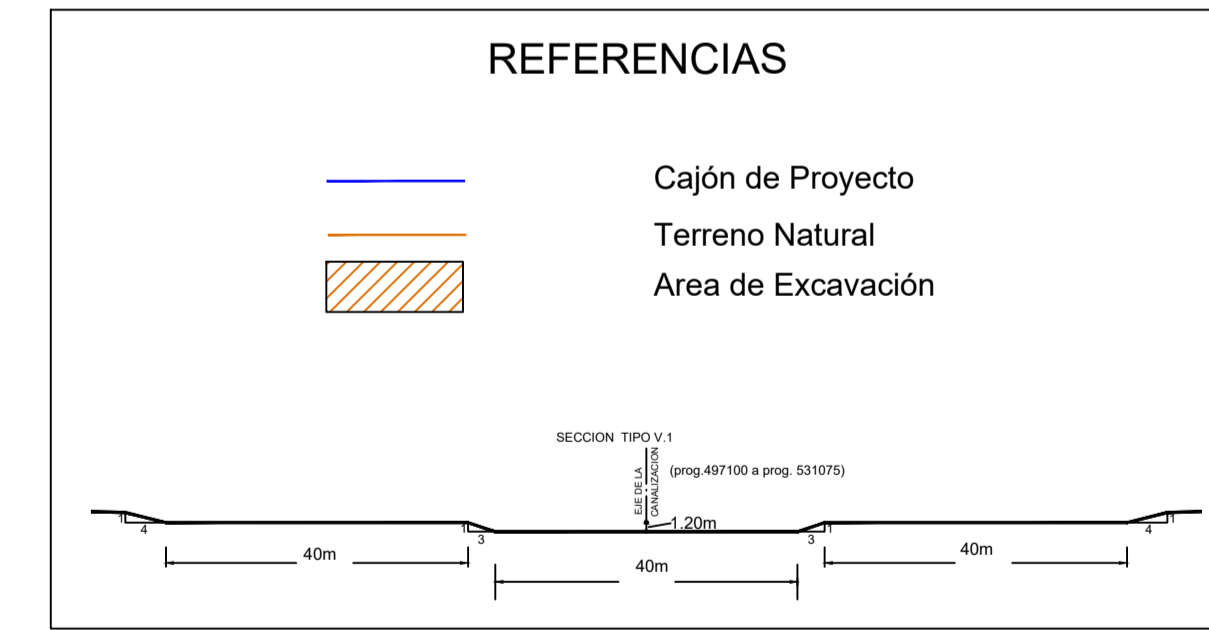 REFERENCIAS
Cajón de Proyecto
Terreno Natural
Area de Excavación
SECCION TIPO V.1
EJE DE LA
CANALIZACION
(prog.497100 a prog. 531075)
1.20m
1
4
1
3
3
1
4
1
40m
40m
40m